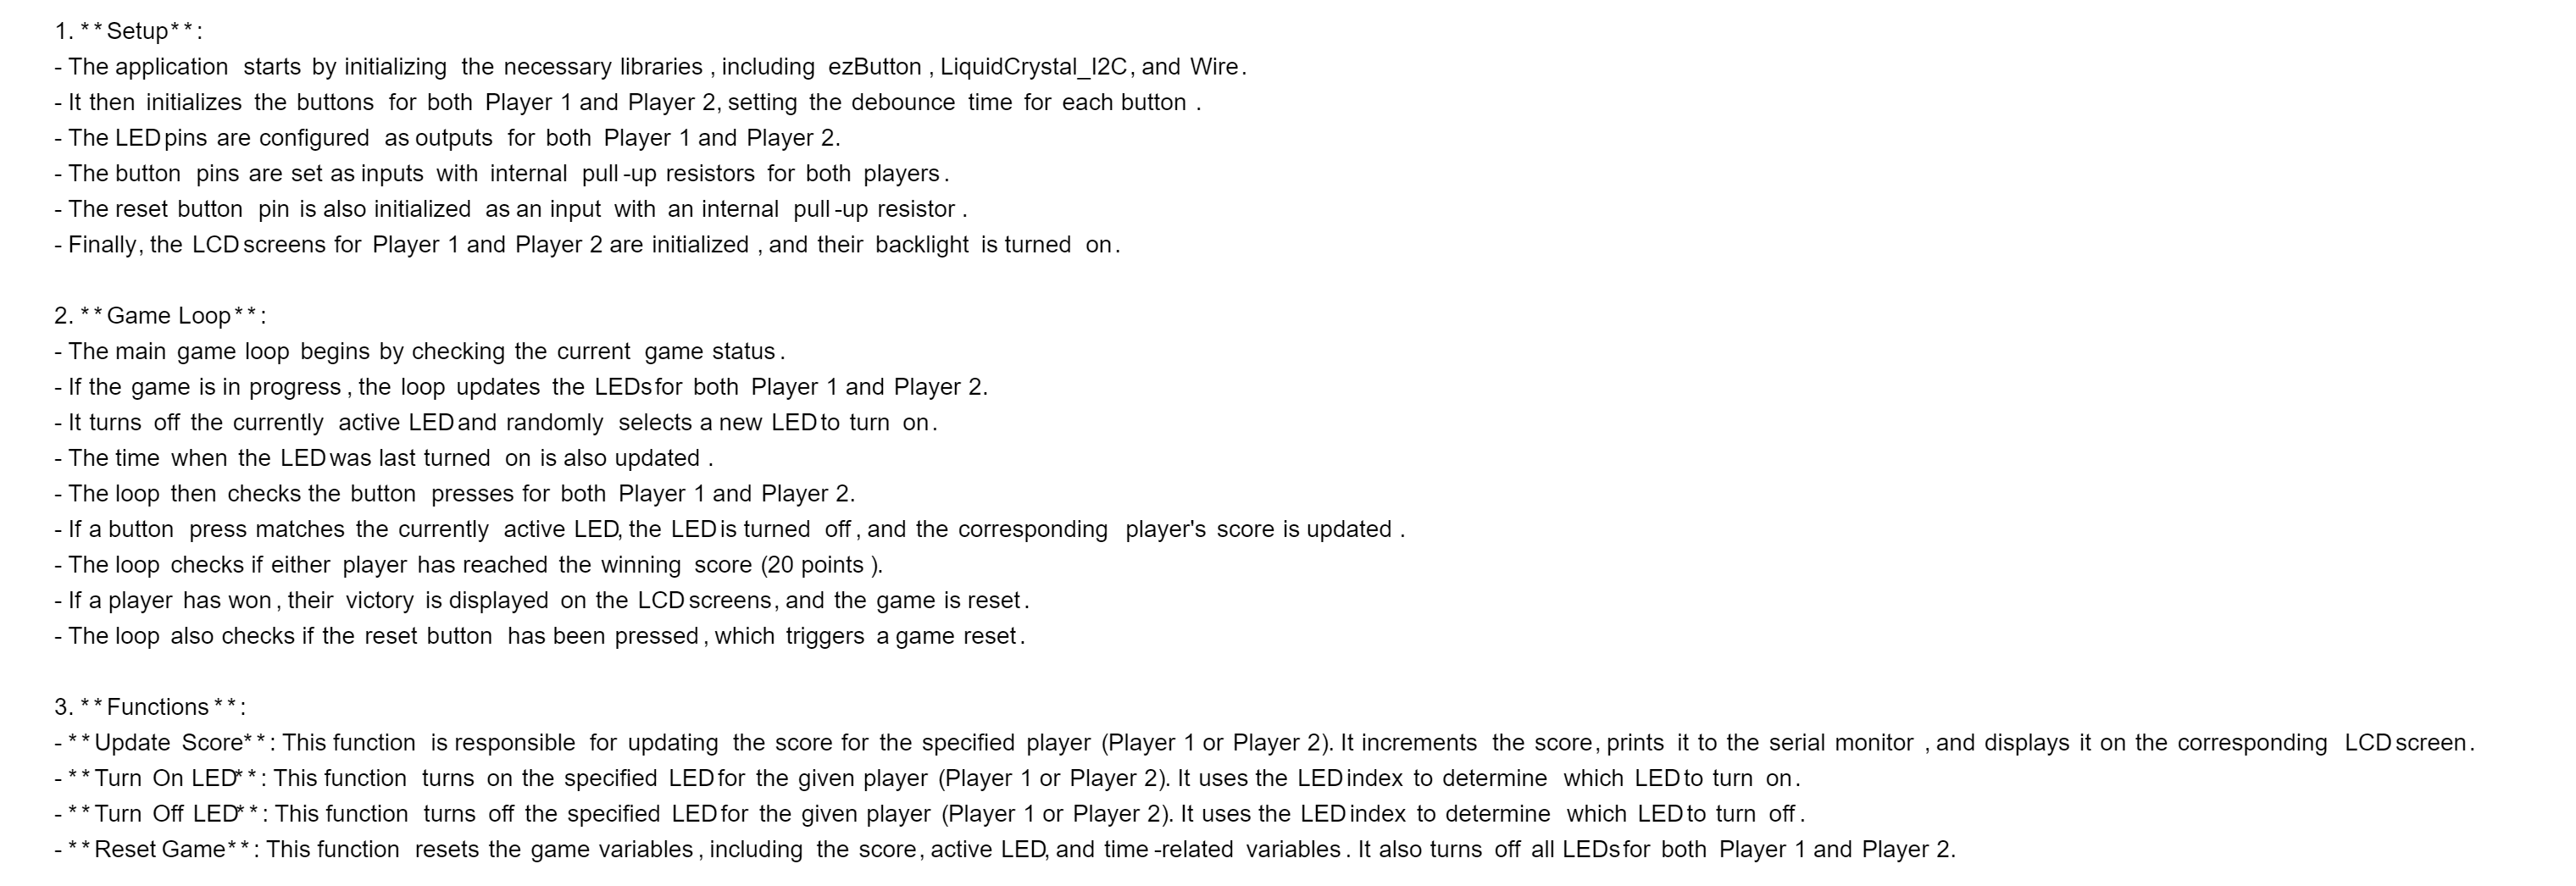 1. **Setup**:
- The application starts by initializing the necessary libraries, including ezButton, LiquidCrystal_I2C, and Wire.
- It then initializes the buttons for both Player 1 and Player 2, setting the debounce time for each button.
- The LED pins are configured as outputs for both Player 1 and Player 2.
- The button pins are set as inputs with internal pull-up resistors for both players.
- The reset button pin is also initialized as an input with an internal pull-up resistor.
- Finally, the LCD screens for Player 1 and Player 2 are initialized, and their backlight is turned on.
2. **Game Loop**:
- The main game loop begins by checking the current game status.
- If the game is in progress, the loop updates the LEDs for both Player 1 and Player 2.
- It turns off the currently active LED and randomly selects a new LED to turn on.
- The time when the LED was last turned on is also updated.
- The loop then checks the button presses for both Player 1 and Player 2.
- If a button press matches the currently active LED, the LED is turned off, and the corresponding player's score is updated.
- The loop checks if either player has reached the winning score (20 points).
- If a player has won, their victory is displayed on the LCD screens, and the game is reset.
- The loop also checks if the reset button has been pressed, which triggers a game reset.
3. **Functions**:
- **Update Score**: This function is responsible for updating the score for the specified player (Player 1 or Player 2). It increments the score, prints it to the serial monitor, and displays it on the corresponding LCD screen.
- **Turn On LED**: This function turns on the specified LED for the given player (Player 1 or Player 2). It uses the LED index to determine which LED to turn on.
- **Turn Off LED**: This function turns off the specified LED for the given player (Player 1 or Player 2). It uses the LED index to determine which LED to turn off.
- **Reset Game**: This function resets the game variables, including the score, active LED, and time-related variables. It also turns off all LEDs for both Player 1 and Player 2.